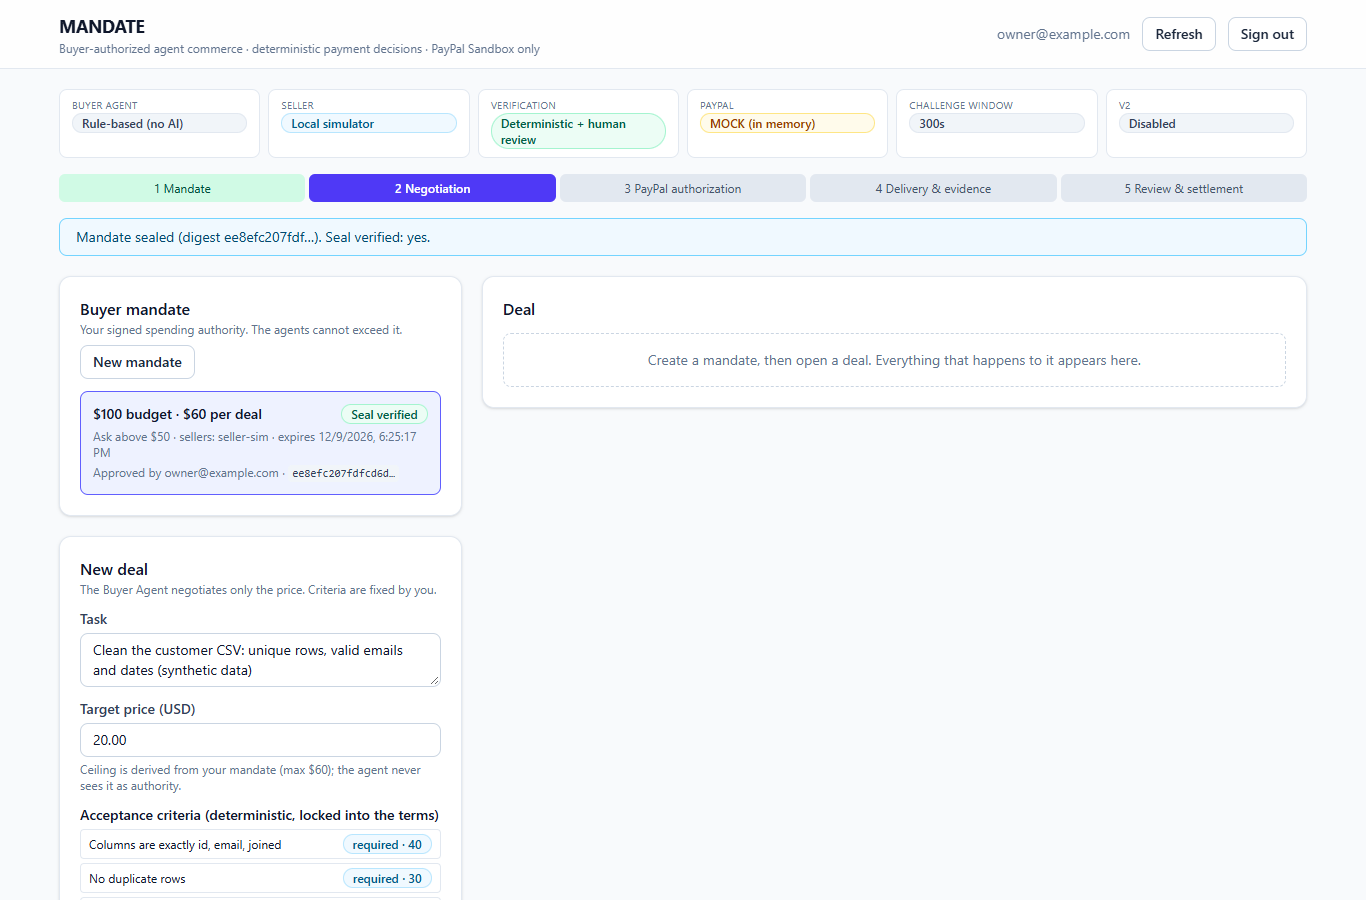 MANDATE
Buyer-authorized agent commerce · deterministic payment decisions · PayPal Sandbox only
owner@example.com
Refresh
Sign out
BUYER AGENT
Rule-based (no AI)
SELLER
Local simulator
VERIFICATION
Deterministic + human
review
PAYPAL
MOCK (in memory)
CHALLENGE WINDOW
300s
V2
Disabled
1 Mandate
2 Negotiation
3 PayPal authorization
4 Delivery & evidence
5 Review & settlement
Mandate sealed (digest ee8efc207fdf...). Seal verified: yes.
Buyer mandate
Your signed spending authority. The agents cannot exceed it.
New mandate
$100 budget · $60 per deal
Seal verified
Ask above $50 · sellers: seller-sim · expires 12/9/2026, 6:25:17
PM
Approved by owner@example.com · ee8efc207fdfcd6d…
Deal
Create a mandate, then open a deal. Everything that happens to it appears here.
New deal
The Buyer Agent negotiates only the price. Criteria are fixed by you.
Task
Clean the customer CSV: unique rows, valid emails
and dates (synthetic data)
Target price (USD)
20.00
Ceiling is derived from your mandate (max $60); the agent never
sees it as authority.
Acceptance criteria (deterministic, locked into the terms)
Columns are exactly id, email, joined
required · 40
No duplicate rows
required · 30